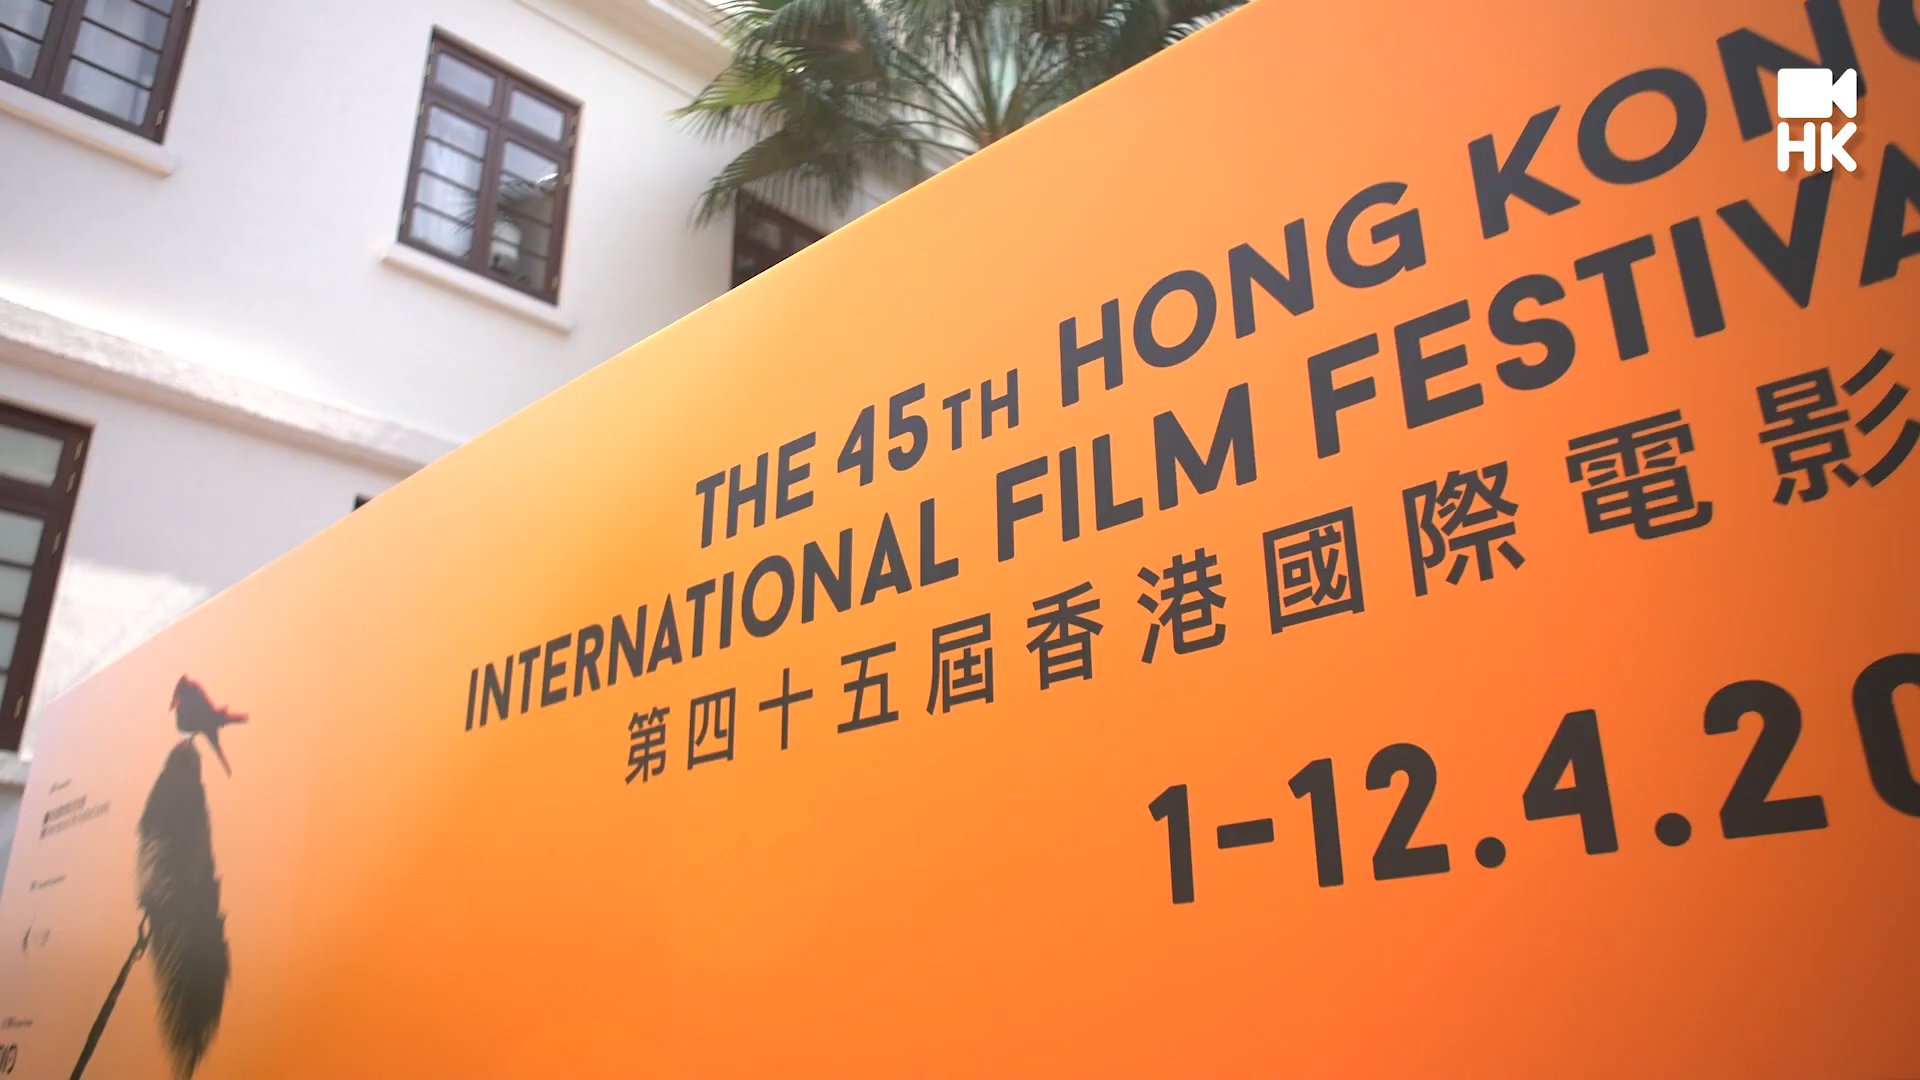 HK
THE 45TH HONG KONG
INTERNATIONAL FILM FESTIVA
第四十五屆香港國際電影
1-12.4.20